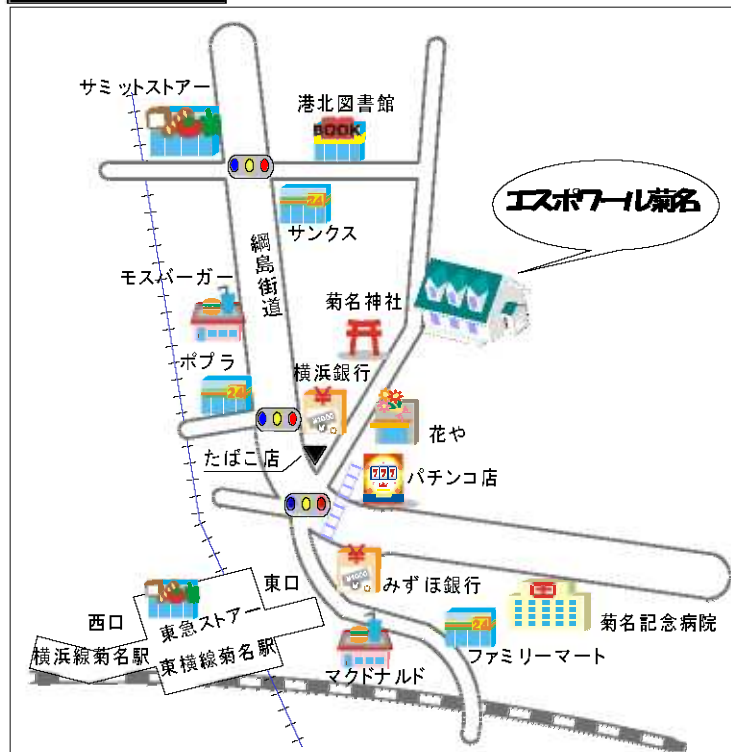 サミットストアー
港北図書館
BOOK
エスポワール菊名
24
サンクス
綱島街道
モスバーガー
菊名神社
ポプラ
横浜銀行
24
¥
花や
たばこ店
777
パチンコ店
¥
みずほ銀行
東口
西口
東急ストアー
24
菊名記念病院
横浜線菊名駅
東横線菊名駅
マクドナルド
ファミリーマート